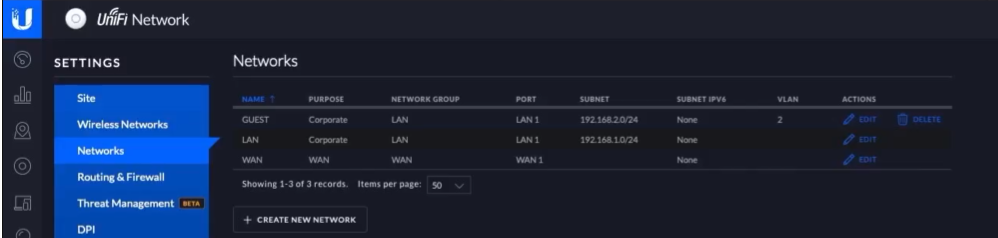 U UniFi Network
SETTINGS
Networks
Site
Wireless Networks
Networks
Routing & Firewall
Threat Management BETA
DPI
NAME ↑ PURPOSE NETWORK GROUP PORT SUBNET SUBNET IPV6 VLAN ACTIONS
GUEST Corporate LAN LAN 1 192.168.2.0/24 None 2 EDIT DELETE
LAN Corporate LAN LAN 1 192.168.1.0/24 None EDIT
WAN WAN WAN WAN 1 None EDIT
Showing 1-3 of 3 records. Items per page: 50
+ CREATE NEW NETWORK